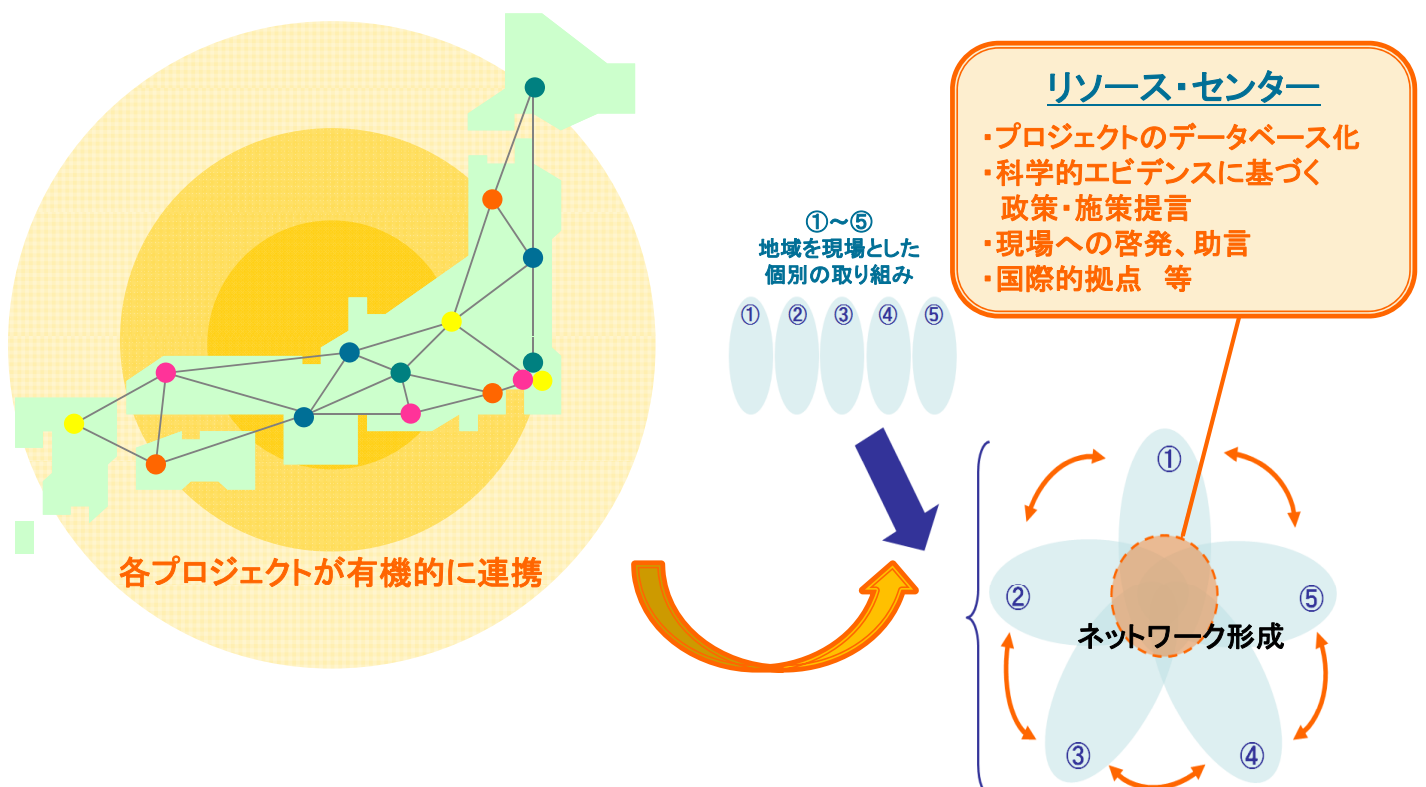 リソース・センター
・プロジェクトのデータベース化
・科学的エビデンスに基づく
政策・施策提言
・現場への啓発、助言
・国際的拠点　等
①～⑤
地域を現場とした
個別の取り組み
① ② ③ ④ ⑤
各プロジェクトが有機的に連携
①
②
⑤
ネットワーク形成
③
④